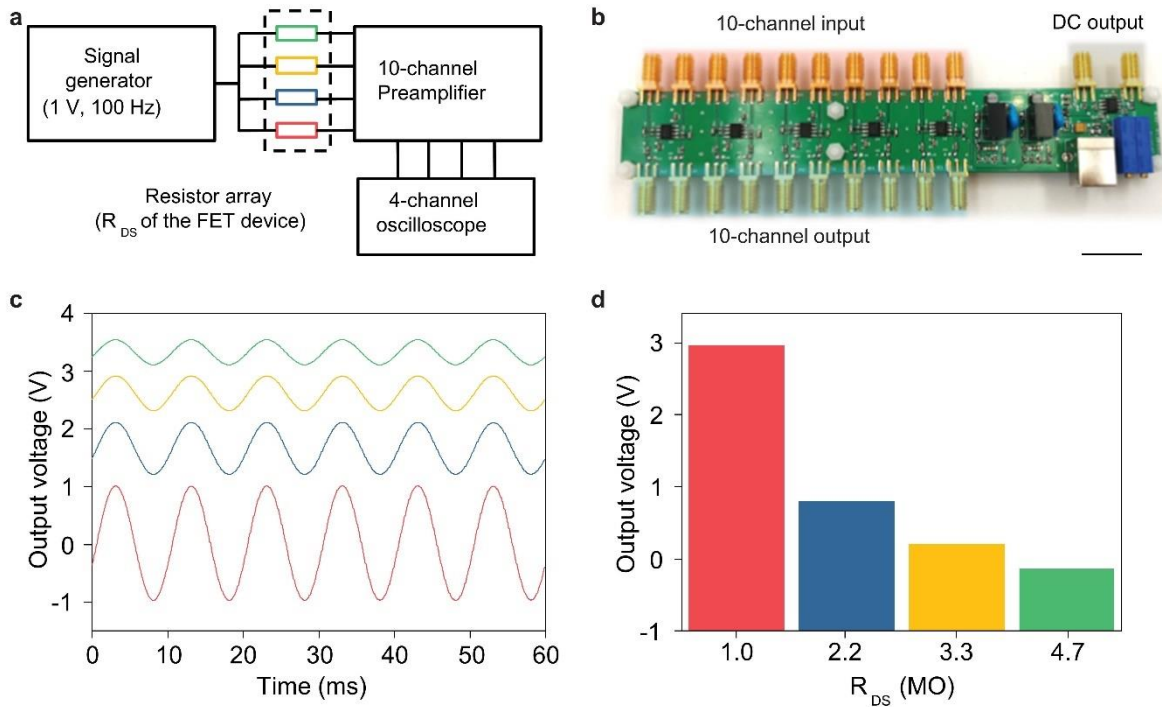 a
Signal
generator
(1 V, 100 Hz)
10-channel
Preamplifier
Resistor array
(R DS of the FET device)
4-channel
oscilloscope
b
10-channel input
DC output
10-channel output
c
Output voltage (V)
4
3
2
1
0
-1
0 10 20 30 40 50 60
Time (ms)
d
Output voltage (V)
3
2
1
0
-1
1.0 2.2 3.3 4.7
R DS (MO)